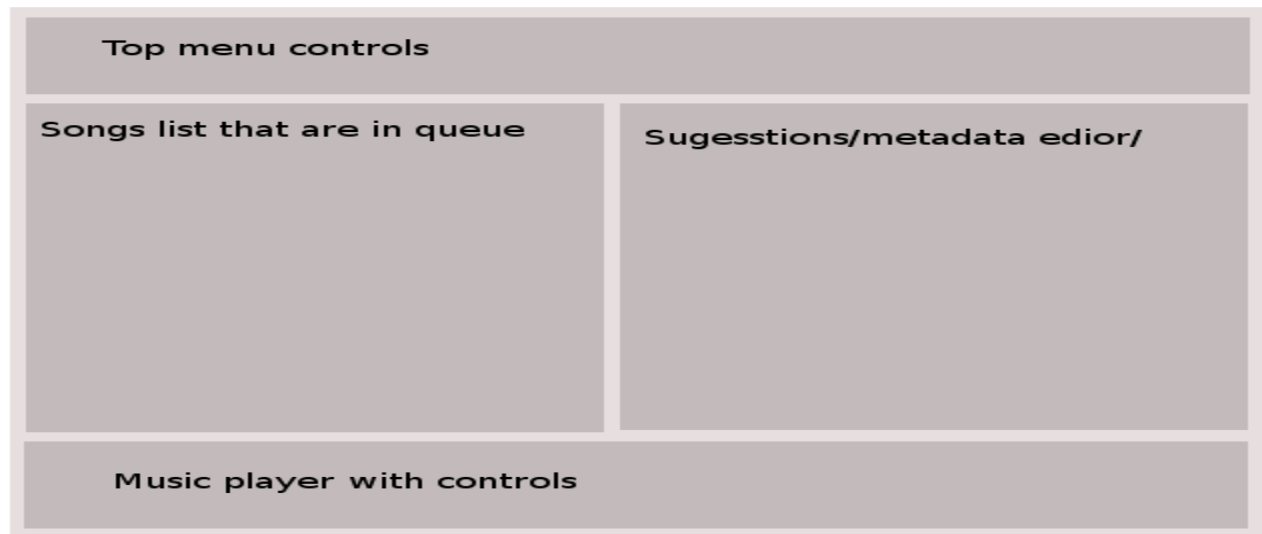 Top menu controls
Songs list that are in queue
Sugesstions/metadata edior/
Music player with controls